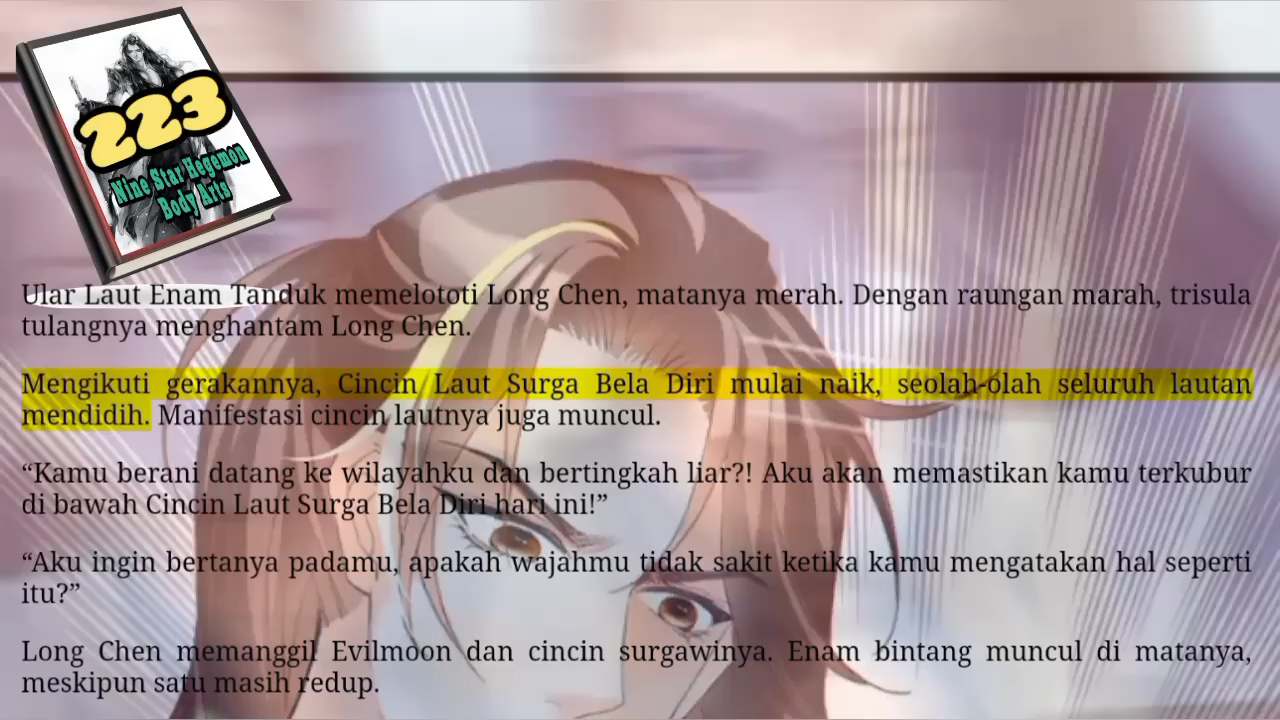 223
Nine Star Hegemon
Body Arts
Ular Laut Enam Tanduk memelototi Long Chen, matanya merah. Dengan raungan marah, trisula
tulangnya menghantam Long Chen.
Mengikuti gerakannya, Cincin Laut Surga Bela Diri mulai naik, seolah-olah seluruh lautan
mendidih. Manifestasi cincin lautnya juga muncul.
“Kamu berani datang ke wilayahku dan bertingkah liar?! Aku akan memastikan kamu terkubur
di bawah Cincin Laut Surga Bela Diri hari ini!”
“Aku ingin bertanya padamu, apakah wajahmu tidak sakit ketika kamu mengatakan hal seperti
itu?”
Long Chen memanggil Evilmoon dan cincin surgawinya. Enam bintang muncul di matanya,
meskipun satu masih redup.